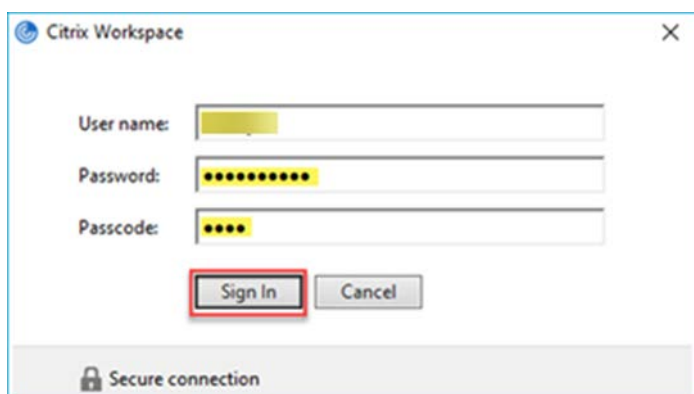 Citrix Workspace
User name:
Password: ●●●●●●●●●●
Passcode: ●●●●
Sign In Cancel
Secure connection